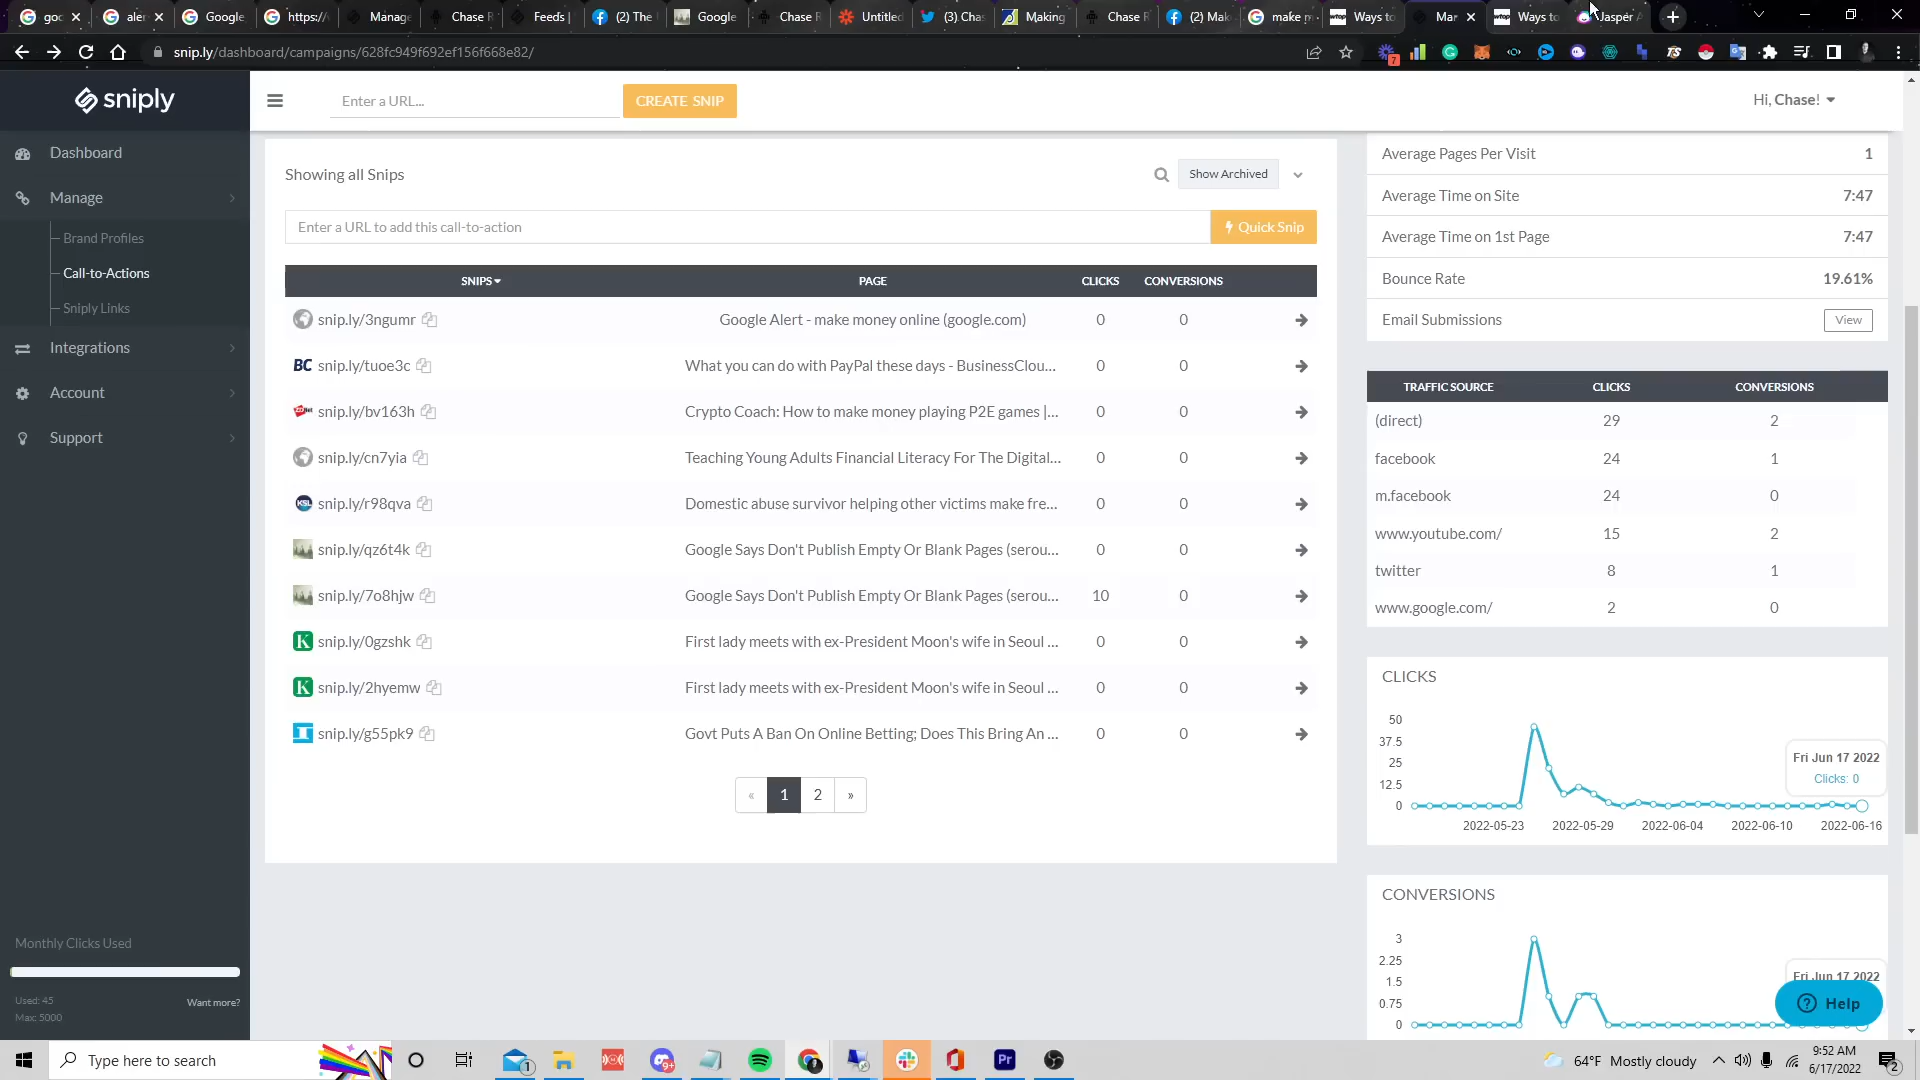 goc
aler
Google
https://
Manage
Chase R
Feeds |
(2) The
Google
Chase R
Untitled
(3) Chas
Making
Chase R
(2) Mak
make m
Ways to
Mar
Ways to
Jasper A
snip.ly/dashboard/campaigns/628fc949f692ef156f668e82/
7
sniply
Enter a URL...
CREATE SNIP
Hi, Chase!
Dashboard
Manage
Brand Profiles
Call-to-Actions
Sniply Links
Integrations
Account
Support
Monthly Clicks Used
Used: 45
Want more?
Max: 5000
Showing all Snips
Show Archived
Enter a URL to add this call-to-action
Quick Snip
SNIPS PAGE CLICKS CONVERSIONS
snip.ly/3ngumr Google Alert - make money online (google.com) 0 0
BC snip.ly/tuoe3c What you can do with PayPal these days - BusinessClou... 0 0
snip.ly/bv163h Crypto Coach: How to make money playing P2E games |... 0 0
snip.ly/cn7yia Teaching Young Adults Financial Literacy For The Digital... 0 0
KSL snip.ly/r98qva Domestic abuse survivor helping other victims make fre... 0 0
snip.ly/qz6t4k Google Says Don't Publish Empty Or Blank Pages (serou... 0 0
snip.ly/7o8hjw Google Says Don't Publish Empty Or Blank Pages (serou... 10 0
K snip.ly/0gzshk First lady meets with ex-President Moon's wife in Seoul ... 0 0
K snip.ly/2hyemw First lady meets with ex-President Moon's wife in Seoul ... 0 0
snip.ly/g55pk9 Govt Puts A Ban On Online Betting; Does This Bring An ... 0 0
« 1 2 »
Average Pages Per Visit 1
Average Time on Site 7:47
Average Time on 1st Page 7:47
Bounce Rate 19.61%
Email Submissions View
TRAFFIC SOURCE CLICKS CONVERSIONS
(direct) 29 2
facebook 24 1
m.facebook 24 0
www.youtube.com/ 15 2
twitter 8 1
www.google.com/ 2 0
CLICKS
50
37.5
25
12.5
0
Fri Jun 17 2022
Clicks: 0
2022-05-23 2022-05-29 2022-06-04 2022-06-10 2022-06-16
CONVERSIONS
3
2.25
1.5
0.75
0
Fri Jun 17 2022
Help
Type here to search
1
9+
Pr
64°F Mostly cloudy
9:52 AM
6/17/2022
2